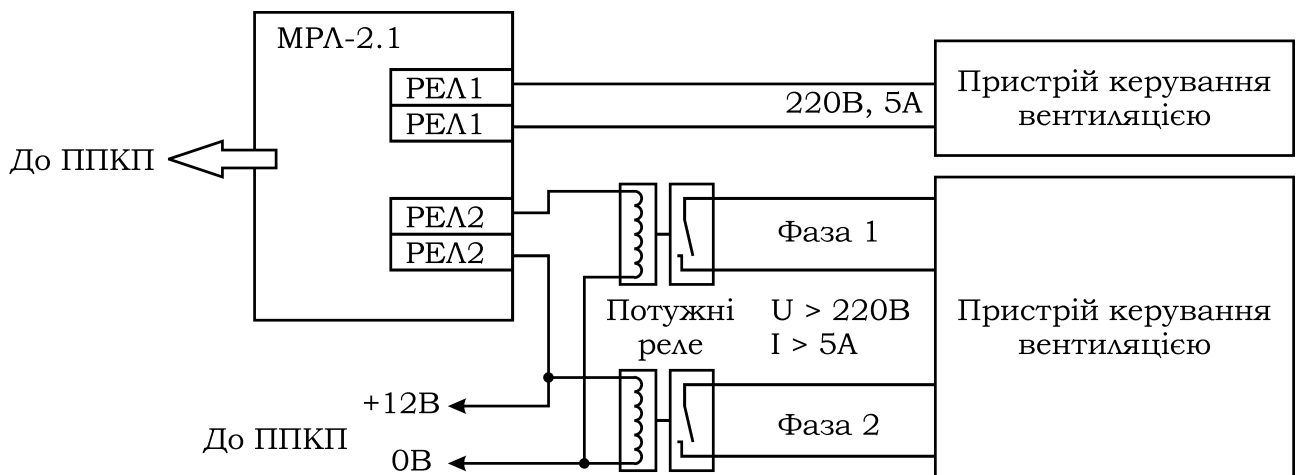 МРЛ-2.1
РЕЛ1
РЕЛ1
220В, 5А
Пристрій керування
вентиляцією
До ППКП
РЕЛ2
РЕЛ2
Фаза 1
Потужні
реле
U > 220В
I > 5А
Пристрій керування
вентиляцією
+12В
До ППКП
0В
Фаза 2